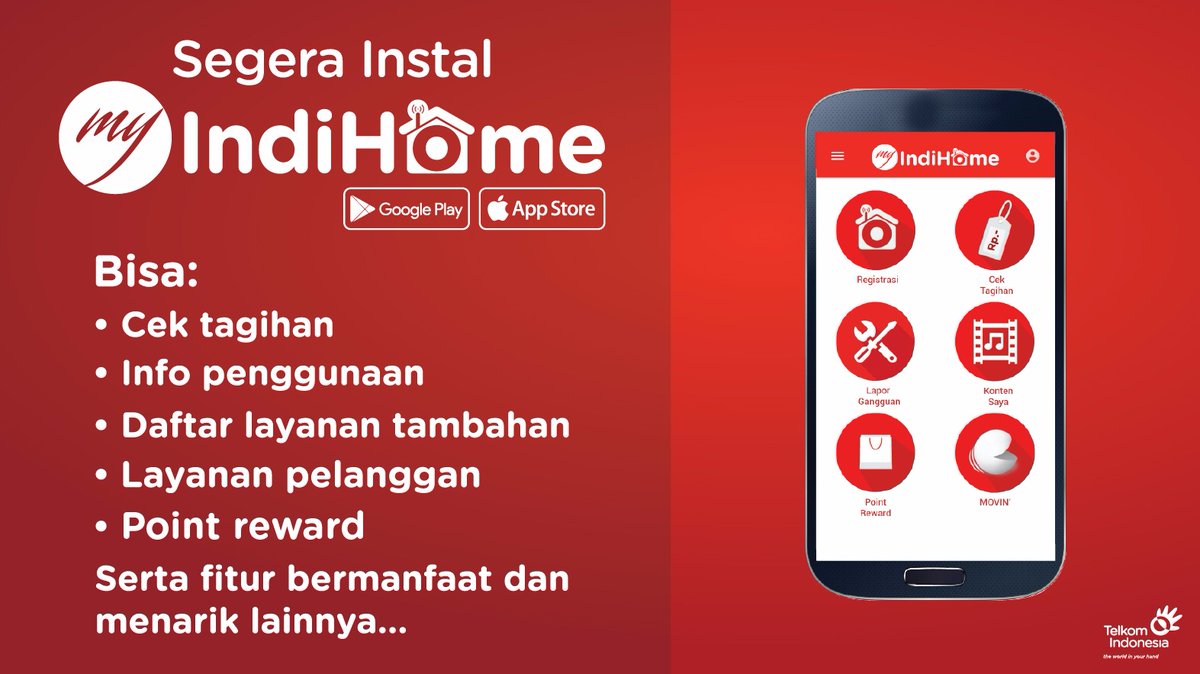 Segera Instal
my IndiHome
Google Play
App Store
Bisa:
• Cek tagihan
• Info penggunaan
• Daftar layanan tambahan
• Layanan pelanggan
• Point reward
Serta fitur bermanfaat dan
menarik lainnya...
my IndiHome
Registrasi
Rp.-
Cek
Tagihan
Lapor
Gangguan
Konten
Saya
Point
Reward
MOVIN'
Telkom
Indonesia
the world in your hand